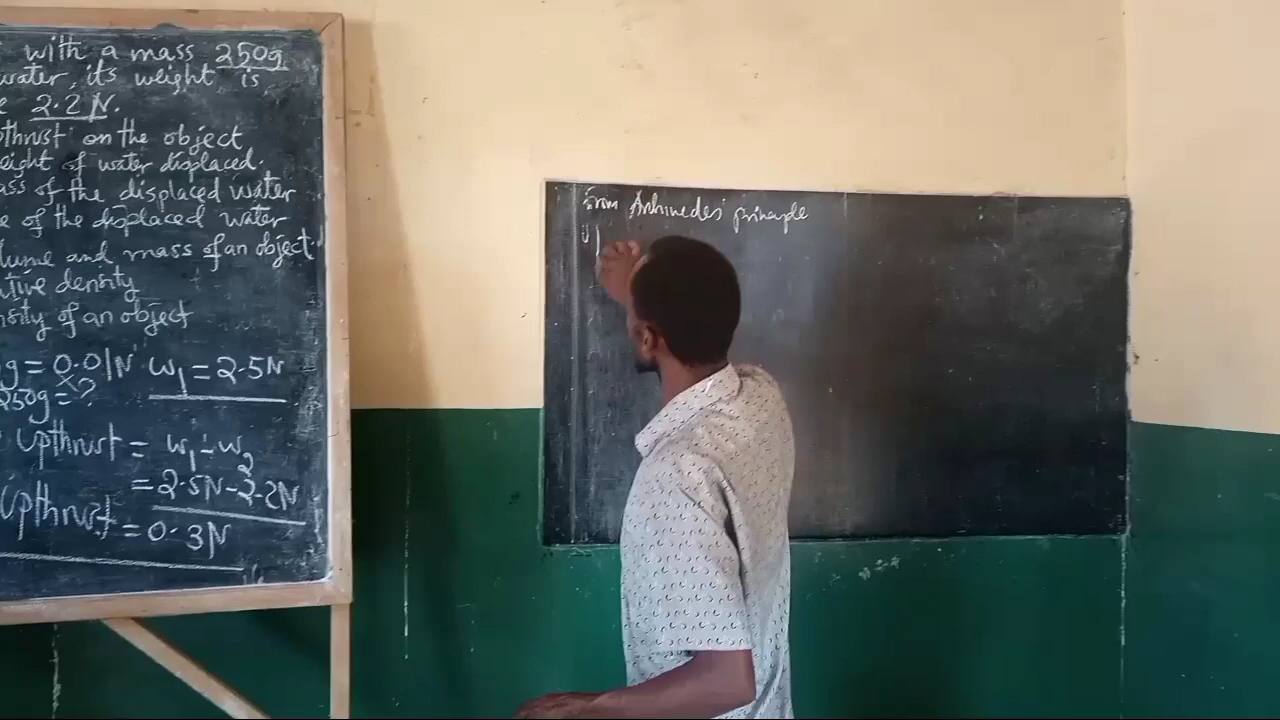 with a mass 250g
water, its weight is
2.2N.
pthrust on the object
eight of water displaced.
ass of the displaced water
e of the displaced water
lume and mass of an object.
ative density
nsity of an object
g = 0.01N W1 = 2.5N
250g = ?
Upthrust = W1 - W2
= 2.5N - 2.2N
Upthrust = 0.3N
From Archimedes' principle